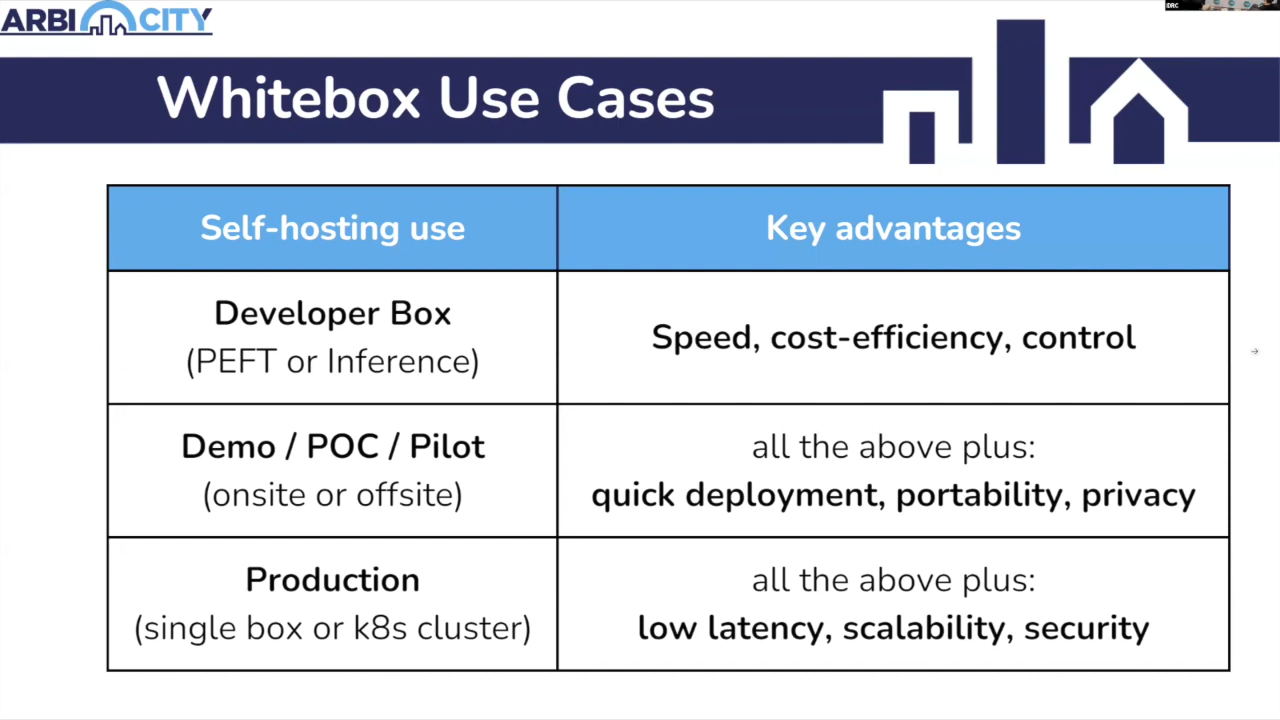 ARBI CITY
IDRC
Whitebox Use Cases
Self-hosting use
Key advantages
Developer Box
(PEFT or Inference)
Speed, cost-efficiency, control
Demo / POC / Pilot
(onsite or offsite)
all the above plus:
quick deployment, portability, privacy
Production
(single box or k8s cluster)
all the above plus:
low latency, scalability, security